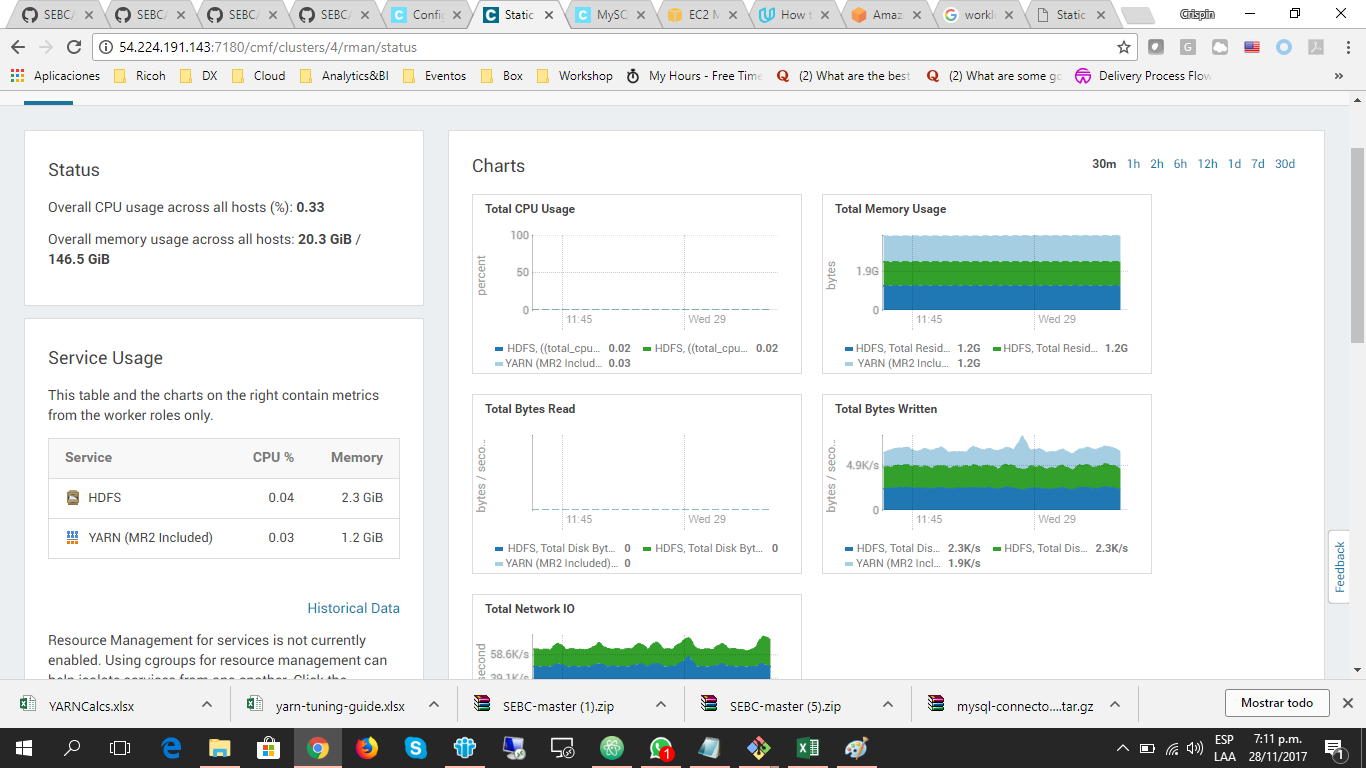 SEBC/
SEBC/
SEBC/
SEBC/
Config
Static
MySC
EC2 M
How t
Amaz
workl
Static
Crispin
54.224.191.143:7180/cmf/clusters/4/rman/status
Aplicaciones
Ricoh
DX
Cloud
Analytics&BI
Eventos
Box
Workshop
My Hours - Free Time
(2) What are the best
(2) What are some go
Delivery Process Flow
»
Status
Overall CPU usage across all hosts (%): 0.33
Overall memory usage across all hosts: 20.3 GiB /
146.5 GiB
Service Usage
This table and the charts on the right contain metrics
from the worker roles only.
Service CPU % Memory
HDFS 0.04 2.3 GiB
YARN (MR2 Included) 0.03 1.2 GiB
Historical Data
Resource Management for services is not currently
enabled. Using cgroups for resource management can
help isolate services from one another. Click the
Charts
30m 1h 2h 6h 12h 1d 7d 30d
Total CPU Usage
percent
100
50
0
11:45 Wed 29
HDFS, ((total_cpu... 0.02 HDFS, ((total_cpu... 0.02
YARN (MR2 Includ... 0.03
Total Memory Usage
bytes
1.9G
0
11:45 Wed 29
HDFS, Total Resid... 1.2G HDFS, Total Resid... 1.2G
YARN (MR2 Inclu... 1.2G
Total Bytes Read
bytes / seco...
11:45 Wed 29
HDFS, Total Disk Byt... 0 HDFS, Total Disk Byt... 0
YARN (MR2 Included)... 0
Total Bytes Written
bytes / seco...
4.9K/s
0
11:45 Wed 29
HDFS, Total Dis... 2.3K/s HDFS, Total Dis... 2.3K/s
YARN (MR2 Incl... 1.9K/s
Total Network IO
second
58.6K/s
39.1K/s
Feedback
YARNCalcs.xlsx
yarn-tuning-guide.xlsx
SEBC-master (1).zip
SEBC-master (5).zip
mysql-connecto....tar.gz
Mostrar todo
1
ESP
LAA
7:11 p.m.
28/11/2017
1